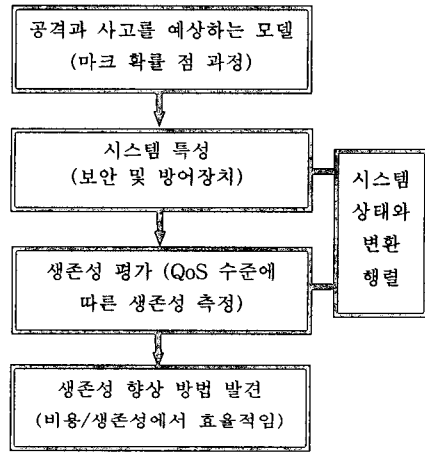 공격과 사고를 예상하는 모델
(마크 확률 점 과정)
시스템 특성
(보안 및 방어장치)
시스템
상태와
변환
행렬
생존성 평가 (QoS 수준에
따른 생존성 측정)
생존성 향상 방법 발견
(비용/생존성에서 효율적임)